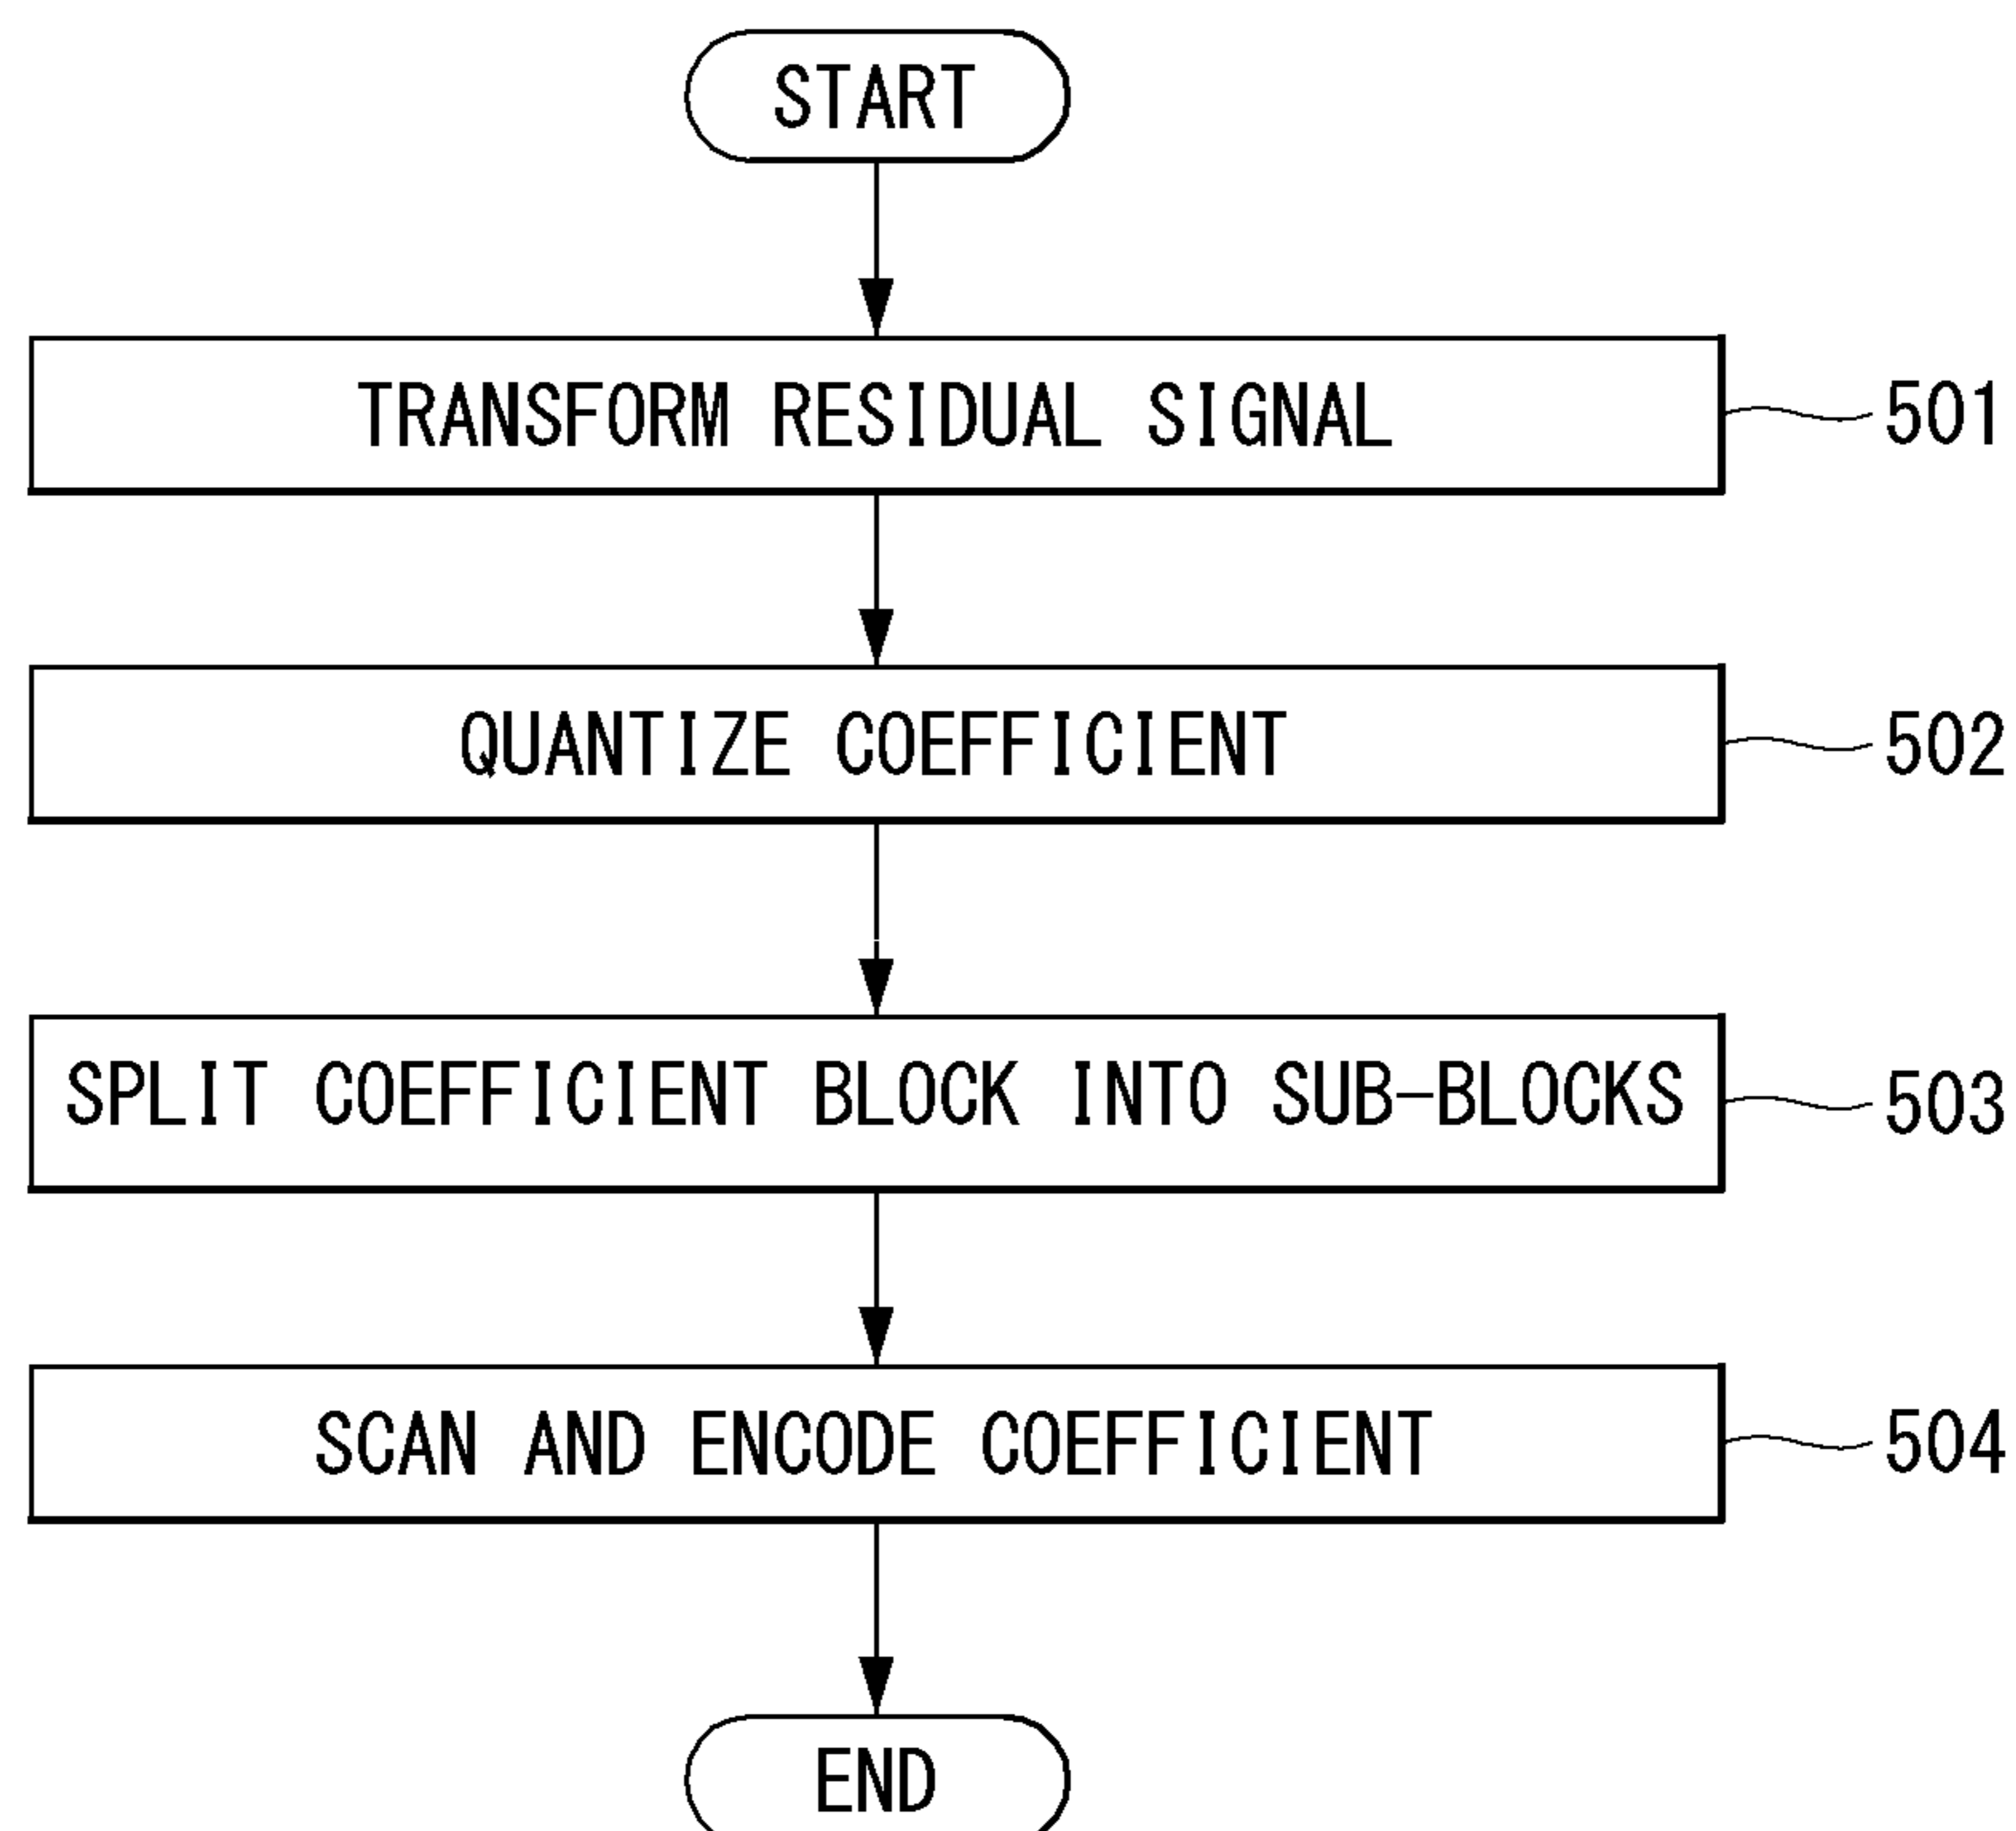 START
TRANSFORM RESIDUAL SIGNAL
501
QUANTIZE COEFFICIENT
502
SPLIT COEFFICIENT BLOCK INTO SUB-BLOCKS
503
SCAN AND ENCODE COEFFICIENT
504
END